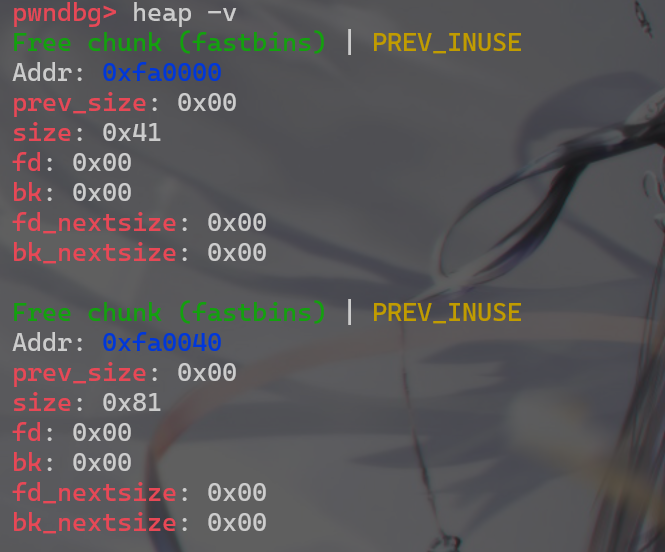 pwndbg> heap -v
Free chunk (fastbins) | PREV_INUSE
Addr: 0xfa0000
prev_size: 0x00
size: 0x41
fd: 0x00
bk: 0x00
fd_nextsize: 0x00
bk_nextsize: 0x00

Free chunk (fastbins) | PREV_INUSE
Addr: 0xfa0040
prev_size: 0x00
size: 0x81
fd: 0x00
bk: 0x00
fd_nextsize: 0x00
bk_nextsize: 0x00